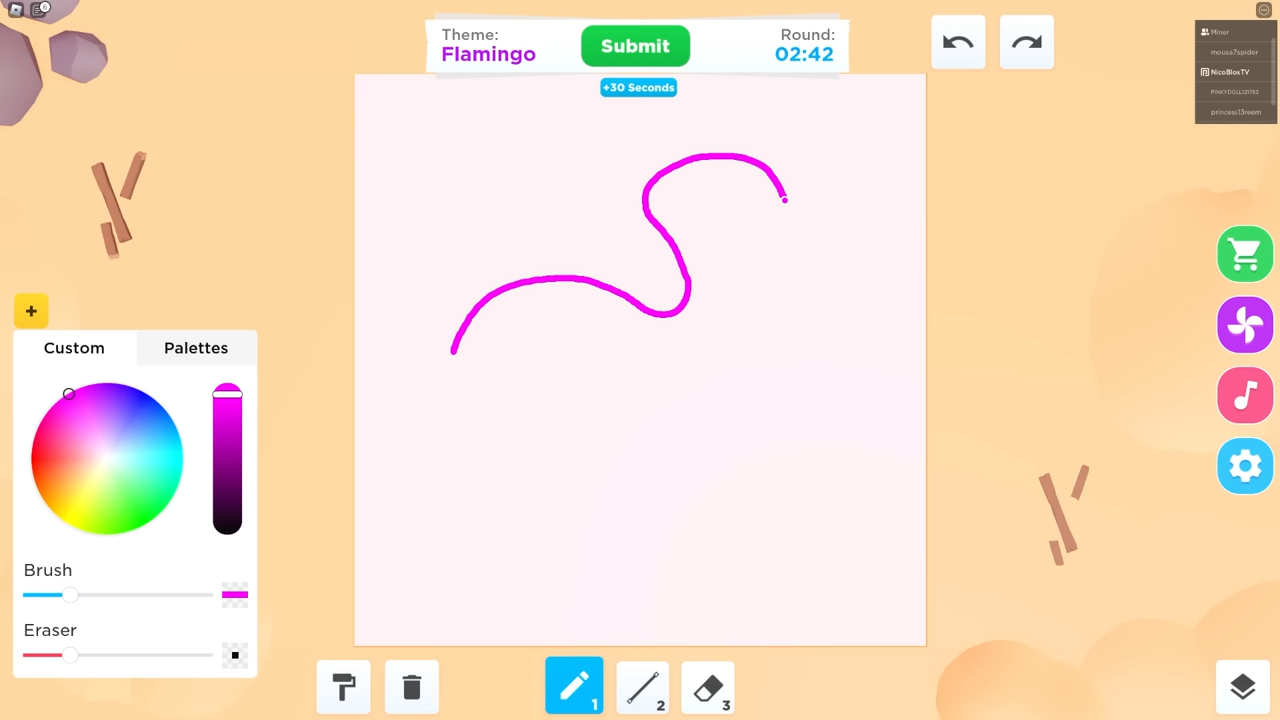 6
Theme:
Flamingo
Submit
Round:
02:42
+30 Seconds
Miner
mousa7spider
NicoBloxTV
princess13reem
+
Custom
Palettes
Brush
Eraser
1
2
3